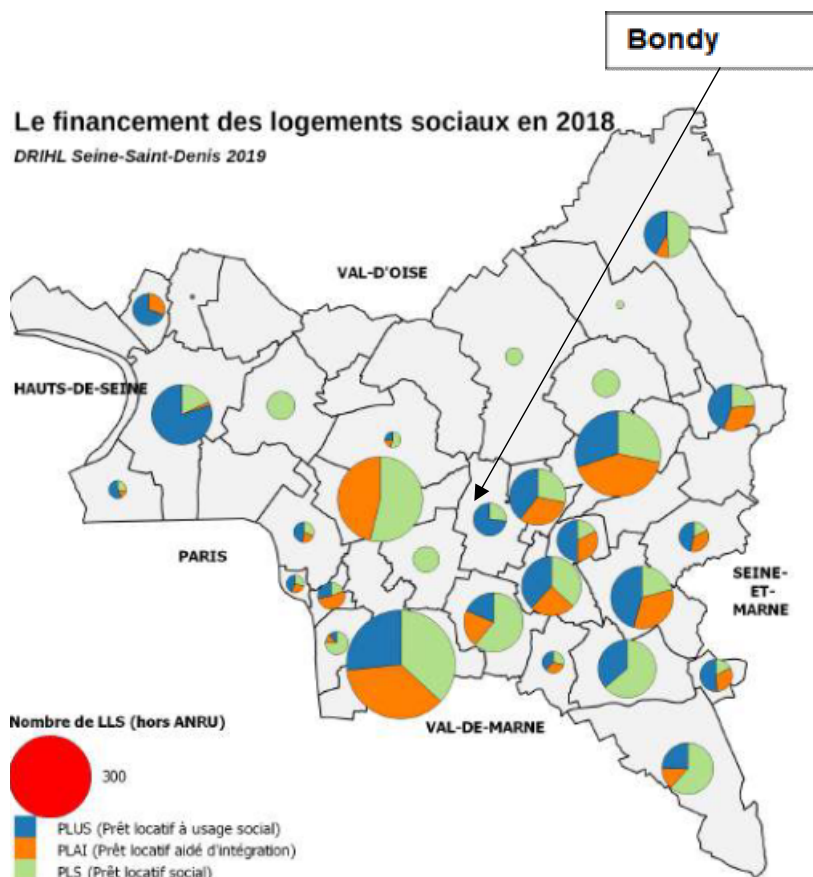 Bondy
Le financement des logements sociaux en 2018
DRIHL Seine-Saint-Denis 2019
VAL-D'OISE
HAUTS-DE-SEINE
PARIS
SEINE-
ET-
MARNE
VAL-DE-MARNE
Nombre de LLS (hors ANRU)
300
PLUS (Prêt locatif à usage social)
PLAI (Prêt locatif aidé d'intégration)
PLS (Prêt locatif social)